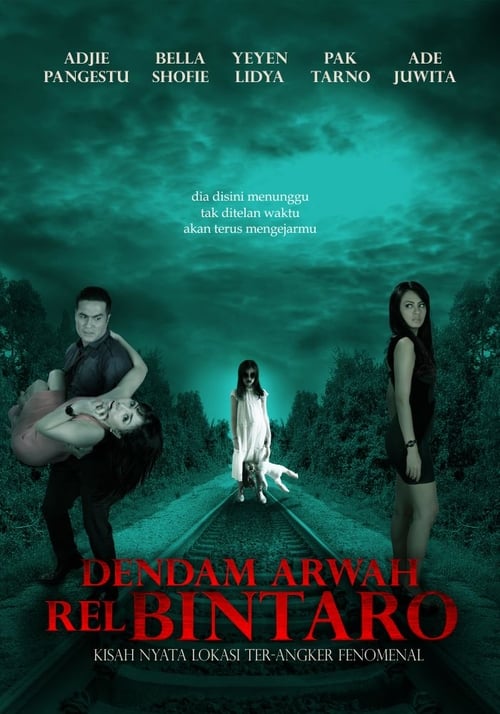 ADJIE BELLA YEYEN PAK ADE
PANGESTU SHOFIE LIDYA TARNO JUWITA
dia disini menunggu
tak ditelan waktu
akan terus mengejarmu
DENDAM ARWAH
REL BINTARO
KISAH NYATA LOKASI TER-ANGKER FENOMENAL